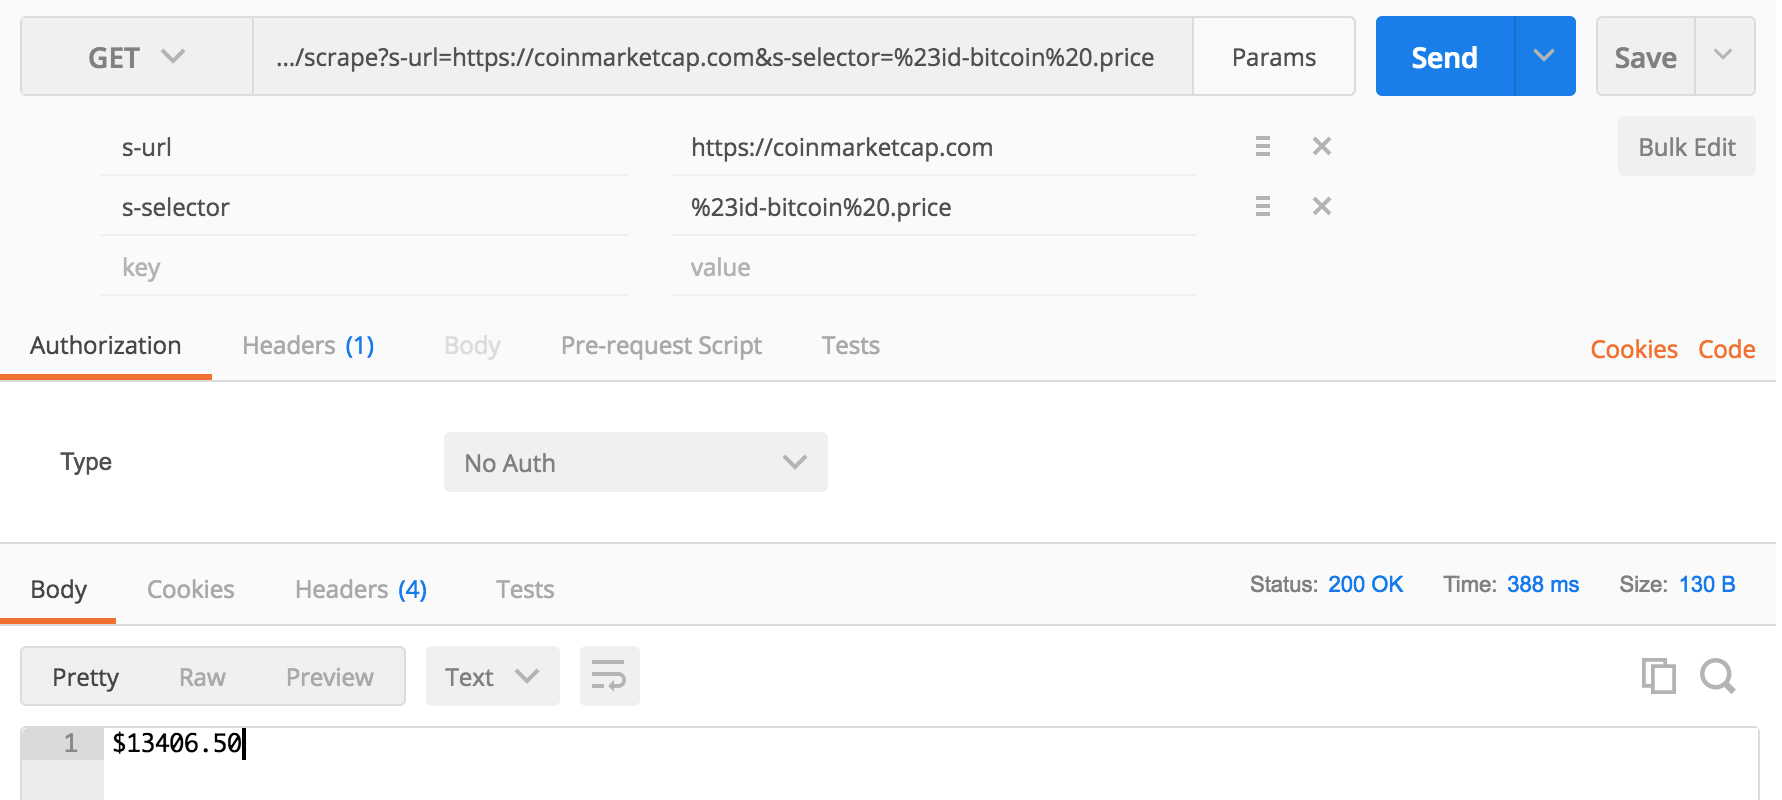 GET .../scrape?s-url=https://coinmarketcap.com&s-selector=%23id-bitcoin%20.price Params Send Save
s-url https://coinmarketcap.com Bulk Edit
s-selector %23id-bitcoin%20.price
key value
Authorization Headers (1) Body Pre-request Script Tests Cookies Code
Type No Auth
Body Cookies Headers (4) Tests Status: 200 OK Time: 388 ms Size: 130 B
Pretty Raw Preview Text
1 $13406.50